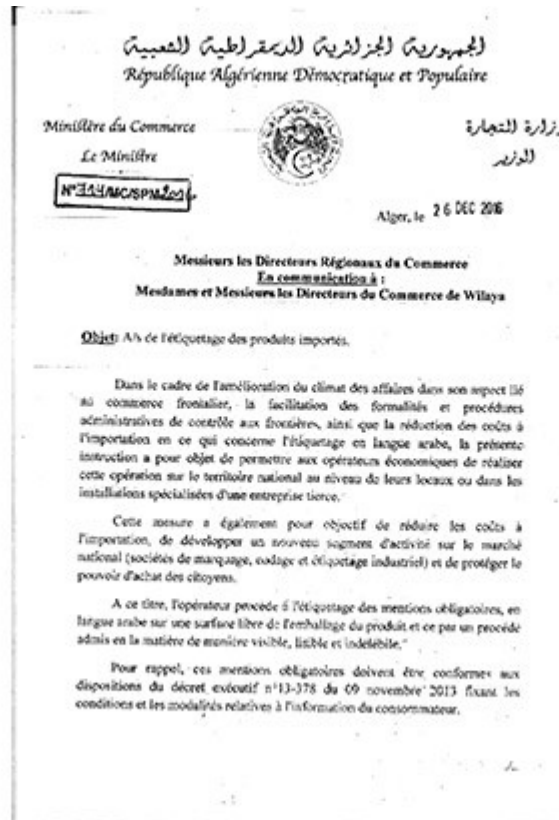 الجمهورية الجزائرية الديمقراطية الشعبية
République Algérienne Démocratique et Populaire
Ministère du Commerce
وزارة التجارة
Le Ministre
الوزير
Alger, le 26 DEC 2016
Messieurs les Directeurs Régionaux du Commerce
En communication à :
Mesdames et Messieurs les Directeurs du Commerce de Wilaya
Objet: A/s de l'étiquetage des produits importés.
Dans le cadre de l'amélioration du climat des affaires dans son aspect lié
au commerce frontalier, la facilitation des formalités et procédures
administratives de contrôle aux frontières, ainsi que la réduction des coûts à
l'importation en ce qui concerne l'étiquetage en langue arabe, la présente
instruction a pour objet de permettre aux opérateurs économiques de réaliser
cette opération sur le territoire national au niveau de leurs locaux ou dans les
installations spécialisées d'une entreprise tierce.
Cette mesure a également pour objectif de réduire les coûts à
l'importation, de développer un nouveau segment d'activité sur le marché
national (sociétés de marquage, codage et étiquetage industriel) et de protéger le
pouvoir d'achat des citoyens.
A ce titre, l'opérateur procède à l'étiquetage des mentions obligatoires, en
langue arabe sur une surface libre de l'emballage du produit et ce par un procédé
admis en la matière de manière visible, lisible et indélébile.
Pour rappel, ces mentions obligatoires doivent être conformes aux
dispositions du décret exécutif n°13-378 du 09 novembre 2013 fixant les
conditions et les modalités relatives à l'information du consommateur.